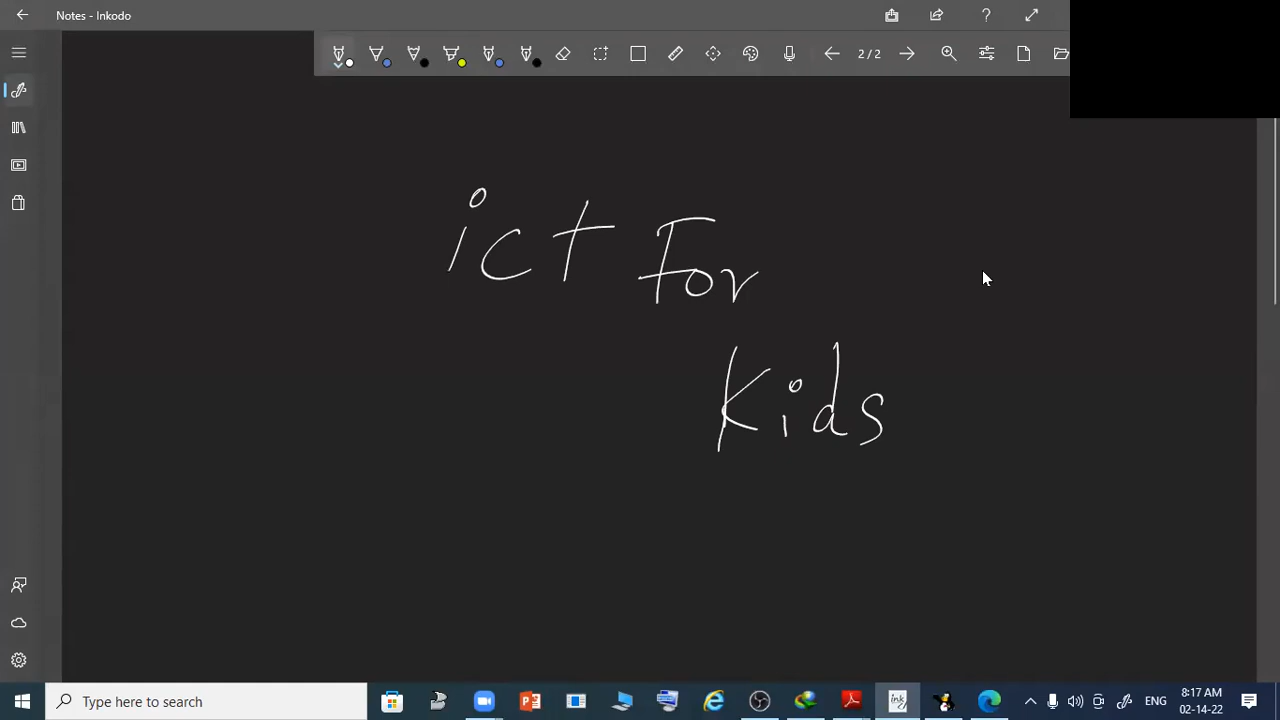 Notes - Inkodo
2/2
ict For
Kids
Type here to search
ENG
8:17 AM
02-14-22